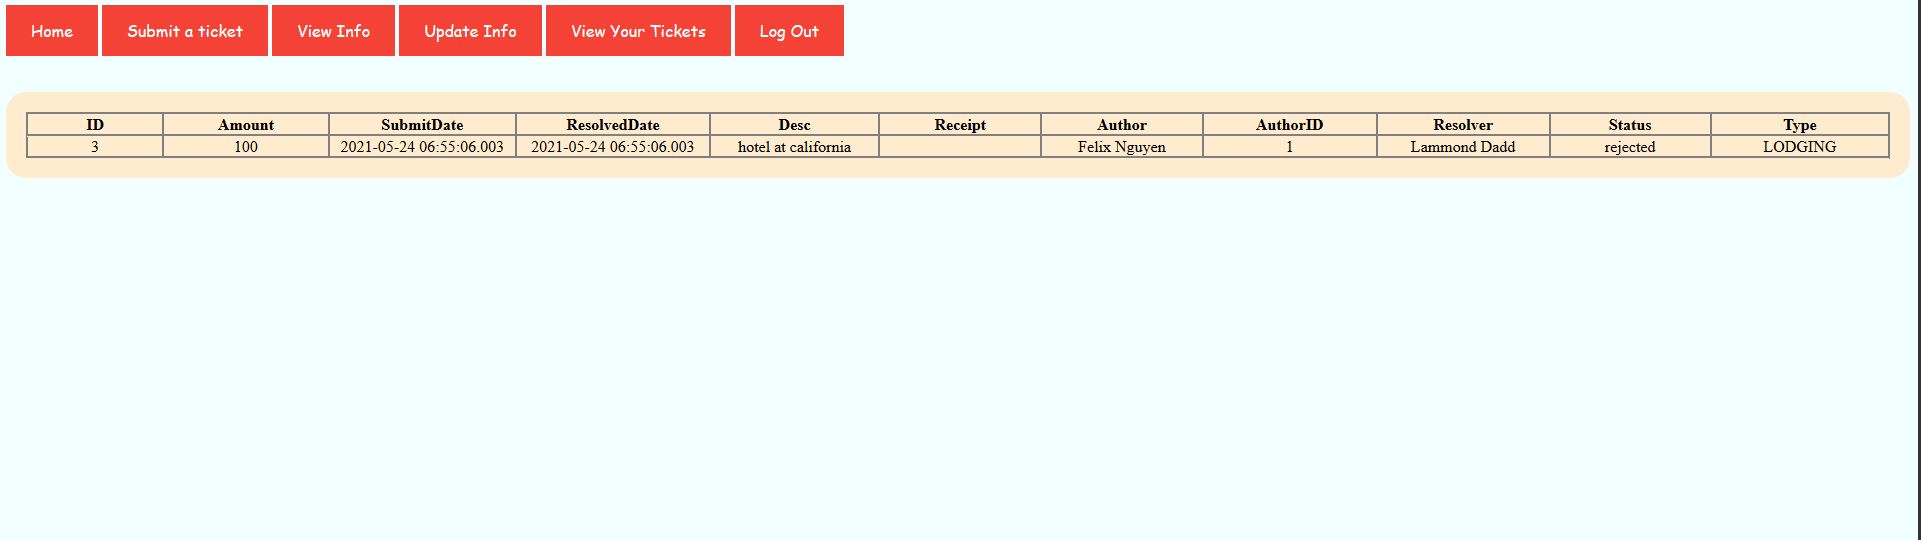 Home Submit a ticket View Info Update Info View Your Tickets Log Out
ID Amount SubmitDate ResolvedDate Desc Receipt Author AuthorID Resolver Status Type
3 100 2021-05-24 06:55:06.003 2021-05-24 06:55:06.003 hotel at california Felix Nguyen 1 Lammond Dadd rejected LODGING